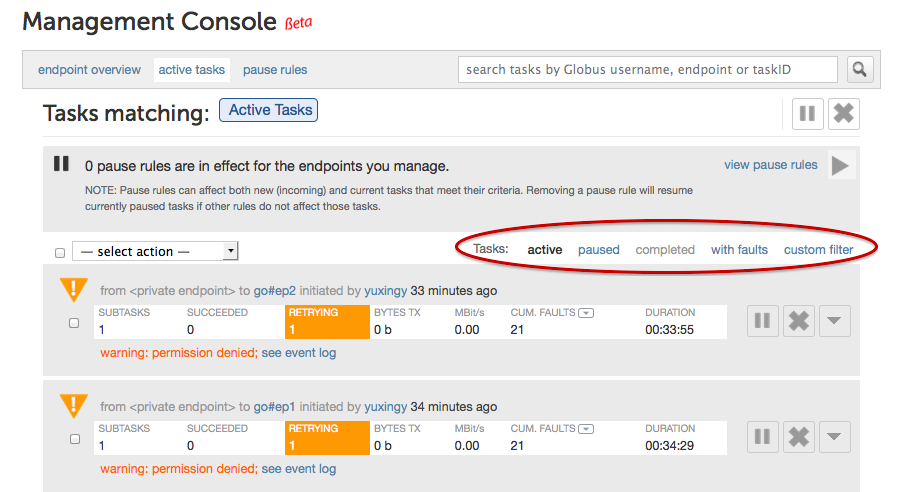 Management Console ßeta
endpoint overview active tasks pause rules
search tasks by Globus username, endpoint or taskID
Tasks matching: Active Tasks
0 pause rules are in effect for the endpoints you manage.
view pause rules
NOTE: Pause rules can affect both new (incoming) and current tasks that meet their criteria. Removing a pause rule will resume
currently paused tasks if other rules do not affect those tasks.
— select action —
Tasks: active paused completed with faults custom filter
from <private endpoint> to go#ep2 initiated by yuxingy 33 minutes ago
SUBTASKS SUCCEEDED RETRYING BYTES TX MBit/s CUM. FAULTS DURATION
1 0 1 0 b 0.00 21 00:33:55
warning: permission denied; see event log
from <private endpoint> to go#ep1 initiated by yuxingy 34 minutes ago
SUBTASKS SUCCEEDED RETRYING BYTES TX MBit/s CUM. FAULTS DURATION
1 0 1 0 b 0.00 21 00:34:29
warning: permission denied; see event log